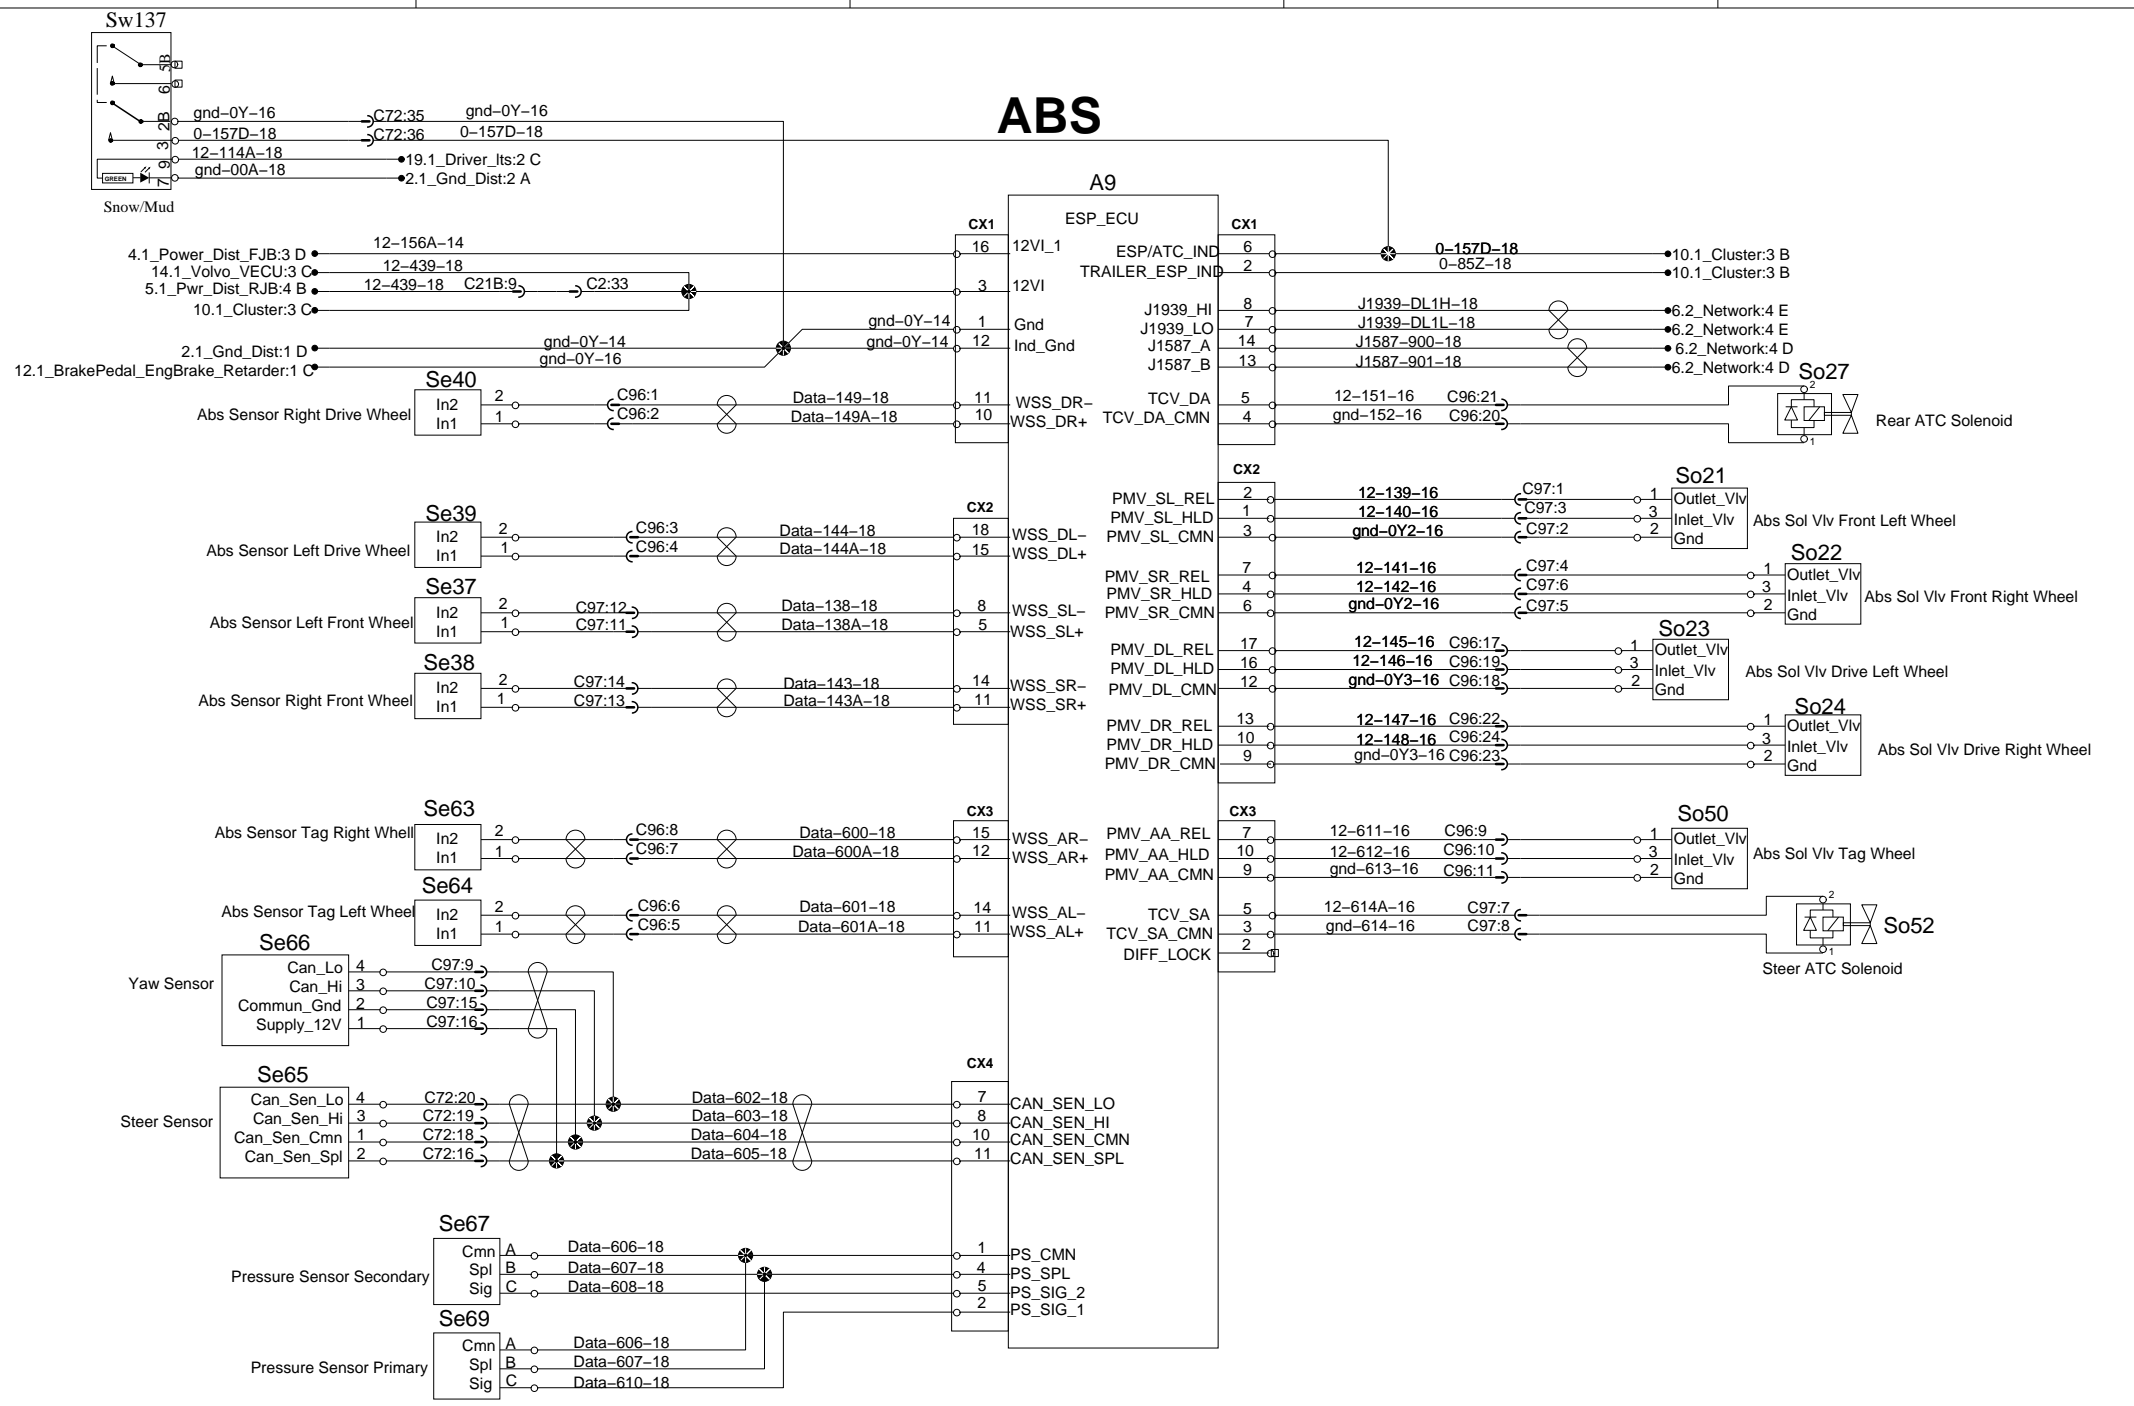 Sw137
5B
6
2B
3
9
7
GREEN
Snow/Mud
gnd–0Y–16 C72:35 gnd–0Y–16
0–157D–18 C72:36 0–157D–18
12–114A–18 19.1_Driver_lts:2 C
gnd–00A–18 2.1_Gnd_Dist:2 A
ABS
A9
ESP_ECU
CX1
4.1_Power_Dist_FJB:3 D 12–156A–14 16 12VI_1
14.1_Volvo_VECU:3 C 12–439–18
5.1_Pwr_Dist_RJB:4 B 12–439–18 C21B:9 C2:33 3 12VI
10.1_Cluster:3 C
gnd–0Y–14 1 Gnd
2.1_Gnd_Dist:1 D gnd–0Y–14 gnd–0Y–14 12 Ind_Gnd
12.1_BrakePedal_EngBrake_Retarder:1 C gnd–0Y–16
Se40
Abs Sensor Right Drive Wheel
In2 2 C96:1 Data–149–18 11 WSS_DR–
In1 1 C96:2 Data–149A–18 10 WSS_DR+
CX2
Se39
Abs Sensor Left Drive Wheel
In2 2 C96:3 Data–144–18 18 WSS_DL–
In1 1 C96:4 Data–144A–18 15 WSS_DL+
Se37
Abs Sensor Left Front Wheel
In2 2 C97:12 Data–138–18 8 WSS_SL–
In1 1 C97:11 Data–138A–18 5 WSS_SL+
Se38
Abs Sensor Right Front Wheel
In2 2 C97:14 Data–143–18 14 WSS_SR–
In1 1 C97:13 Data–143A–18 11 WSS_SR+
CX3
Se63
Abs Sensor Tag Right Whell
In2 2 C96:8 Data–600–18 15 WSS_AR–
In1 1 C96:7 Data–600A–18 12 WSS_AR+
Se64
Abs Sensor Tag Left Wheel
In2 2 C96:6 Data–601–18 14 WSS_AL–
In1 1 C96:5 Data–601A–18 11 WSS_AL+
Se66
Yaw Sensor
Can_Lo 4 C97:9
Can_Hi 3 C97:10
Commun_Gnd 2 C97:15
Supply_12V 1 C97:16
CX4
Se65
Steer Sensor
Can_Sen_Lo 4 C72:20 Data–602–18 7 CAN_SEN_LO
Can_Sen_Hi 3 C72:19 Data–603–18 8 CAN_SEN_HI
Can_Sen_Cmn 1 C72:18 Data–604–18 10 CAN_SEN_CMN
Can_Sen_Spl 2 C72:16 Data–605–18 11 CAN_SEN_SPL
Se67
Pressure Sensor Secondary
Cmn A Data–606–18 1 PS_CMN
Spl B Data–607–18 4 PS_SPL
Sig C Data–608–18 5 PS_SIG_2
2 PS_SIG_1
Se69
Pressure Sensor Primary
Cmn A Data–606–18
Spl B Data–607–18
Sig C Data–610–18
CX1
ESP/ATC_IND 6 0–157D–18 10.1_Cluster:3 B
TRAILER_ESP_IND 2 0–85Z–18 10.1_Cluster:3 B
J1939_HI 8 J1939–DL1H–18 6.2_Network:4 E
J1939_LO 7 J1939–DL1L–18 6.2_Network:4 E
J1587_A 14 J1587–900–18 6.2_Network:4 D
J1587_B 13 J1587–901–18 6.2_Network:4 D
So27
TCV_DA 5 12–151–16 C96:21 2
TCV_DA_CMN 4 gnd–152–16 C96:20 1
Rear ATC Solenoid
CX2
So21
PMV_SL_REL 2 12–139–16 C97:1 1 Outlet_Vlv
PMV_SL_HLD 1 12–140–16 C97:3 3 Inlet_Vlv
PMV_SL_CMN 3 gnd–0Y2–16 C97:2 2 Gnd
Abs Sol Vlv Front Left Wheel
So22
PMV_SR_REL 7 12–141–16 C97:4 1 Outlet_Vlv
PMV_SR_HLD 4 12–142–16 C97:6 3 Inlet_Vlv
PMV_SR_CMN 6 gnd–0Y2–16 C97:5 2 Gnd
Abs Sol Vlv Front Right Wheel
So23
PMV_DL_REL 17 12–145–16 C96:17 1 Outlet_Vlv
PMV_DL_HLD 16 12–146–16 C96:19 3 Inlet_Vlv
PMV_DL_CMN 12 gnd–0Y3–16 C96:18 2 Gnd
Abs Sol Vlv Drive Left Wheel
So24
PMV_DR_REL 13 12–147–16 C96:22 1 Outlet_Vlv
PMV_DR_HLD 10 12–148–16 C96:24 3 Inlet_Vlv
PMV_DR_CMN 9 gnd–0Y3–16 C96:23 2 Gnd
Abs Sol Vlv Drive Right Wheel
CX3
So50
PMV_AA_REL 7 12–611–16 C96:9 1 Outlet_Vlv
PMV_AA_HLD 10 12–612–16 C96:10 3 Inlet_Vlv
PMV_AA_CMN 9 gnd–613–16 C96:11 2 Gnd
Abs Sol Vlv Tag Wheel
TCV_SA 5 12–614A–16 C97:7 2
TCV_SA_CMN 3 gnd–614–16 C97:8 1
So52
DIFF_LOCK 2
Steer ATC Solenoid